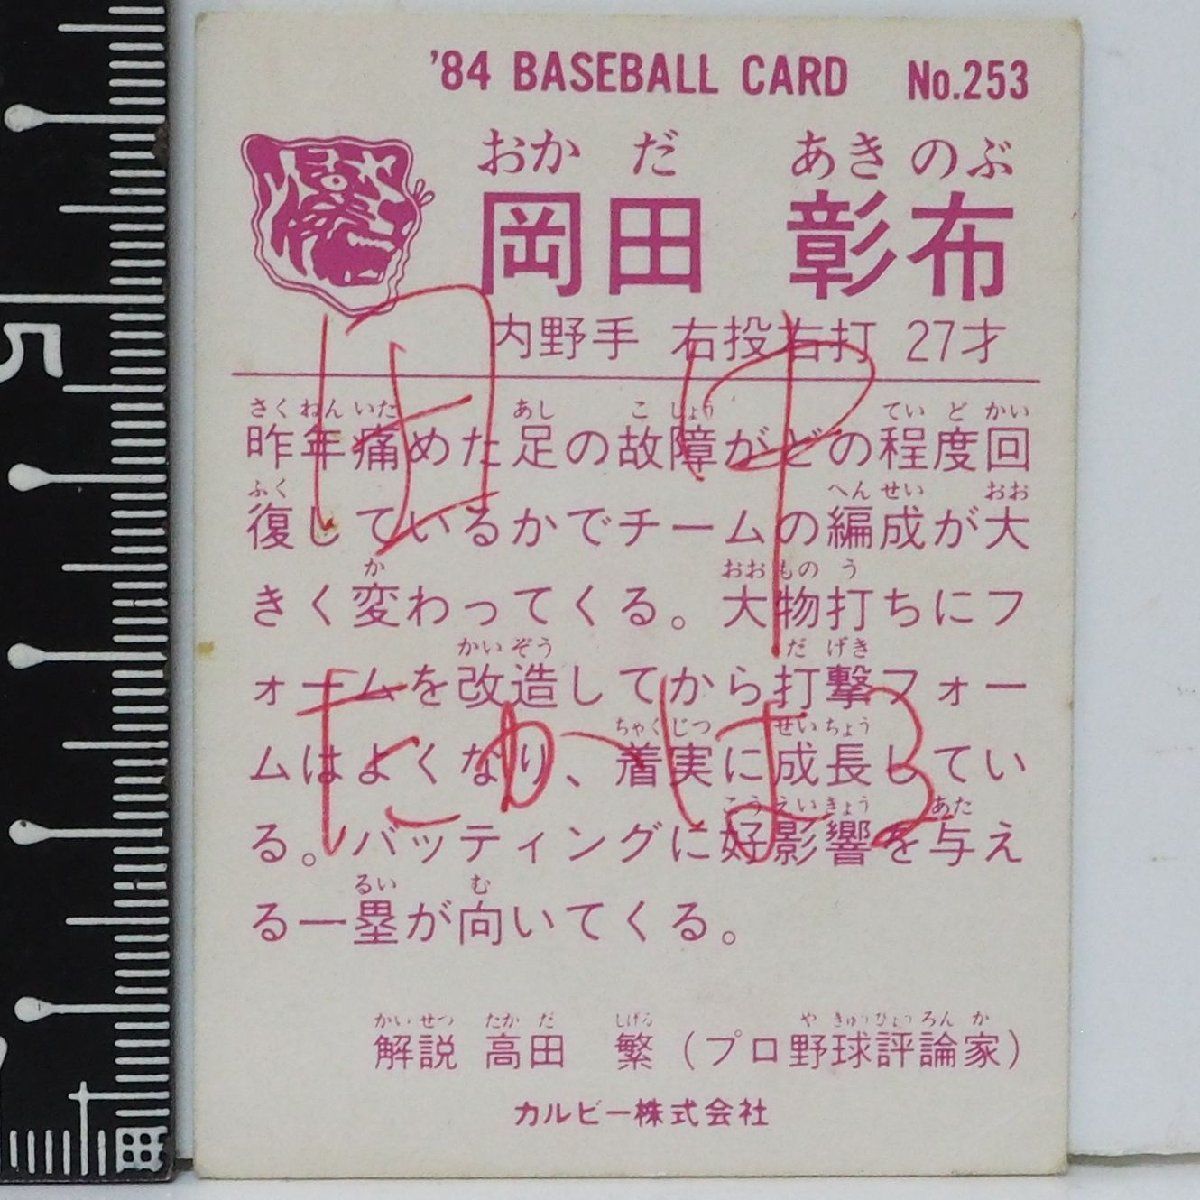 '84 BASEBALL CARD No.253
おかだ あきのぶ
岡田 彰布
内野手 右投右打 27才
さくねんいた あし こしょう ていどかい
昨年痛めた足の故障がどの程度回
ふく へんせい おお
復しているかでチームの編成が大
か おおものう
きく変わってくる。大物打ちにフ
かいぞう だげき
ォームを改造してから打撃フォー
ちゃくじつ せいちょう
ムはよくなり、着実に成長してい
こうえいきょう あた
る。バッティングに好影響を与え
るい む
る一塁が向いてくる。
かいせつ たかだ しげる やきゅうひょうろんか
解説 高田 繁(プロ野球評論家)
カルビー株式会社
田中
たかはる
5